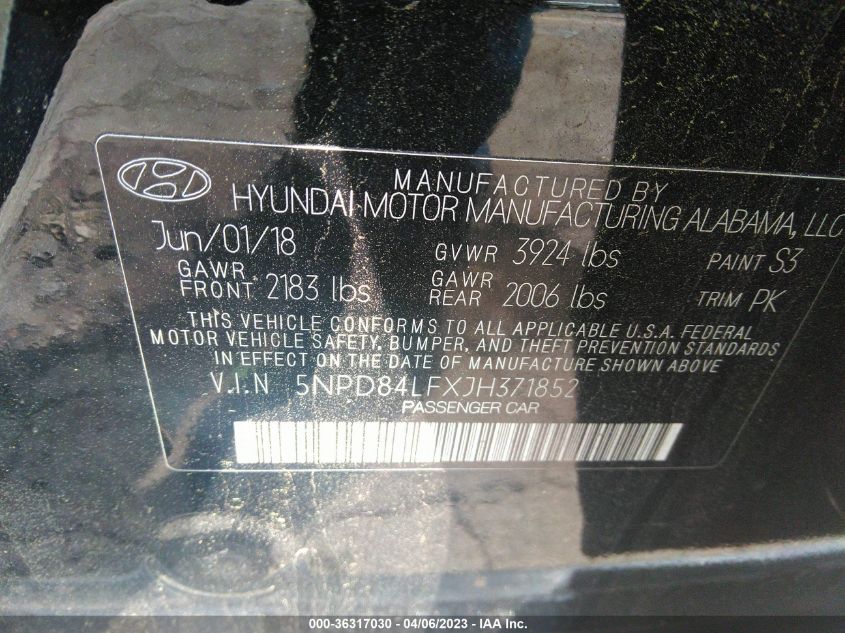 MANUFACTURED BY
HYUNDAI MOTOR MANUFACTURING ALABAMA, LLC
Jun/01/18 GVWR 3924 lbs PAINT S3
GAWR FRONT 2183 lbs GAWR REAR 2006 lbs TRIM PK
THIS VEHICLE CONFORMS TO ALL APPLICABLE U.S.A. FEDERAL
MOTOR VEHICLE SAFETY, BUMPER, AND THEFT PREVENTION STANDARDS
IN EFFECT ON THE DATE OF MANUFACTURE SHOWN ABOVE
V.I.N 5NPD84LFXJH371852
PASSENGER CAR
000-36317030 - 04/06/2023 - IAA Inc.